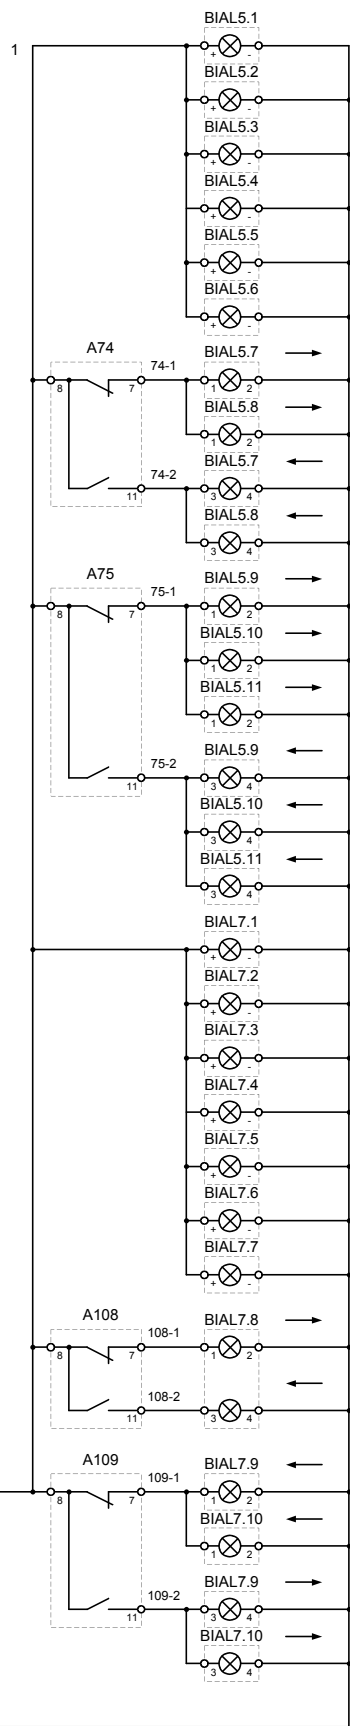 BIAL5.1
1
+ -
BIAL5.2
+ -
BIAL5.3
+ -
BIAL5.4
+ -
BIAL5.5
+ -
BIAL5.6
+ -
A74
BIAL5.7
74-1
8 7 1 2
BIAL5.8
1 2
BIAL5.7
74-2
11 3 4
BIAL5.8
3 4
A75
BIAL5.9
75-1
8 7 1 2
BIAL5.10
1 2
BIAL5.11
1 2
BIAL5.9
75-2
11 3 4
BIAL5.10
3 4
BIAL5.11
3 4
BIAL7.1
+ -
BIAL7.2
+ -
BIAL7.3
+ -
BIAL7.4
+ -
BIAL7.5
+ -
BIAL7.6
+ -
BIAL7.7
+ -
A108
BIAL7.8
108-1
8 7 1 2
108-2
11 3 4
A109
BIAL7.9
109-1
8 7 1 2
BIAL7.10
1 2
BIAL7.9
109-2
11 3 4
BIAL7.10
3 4